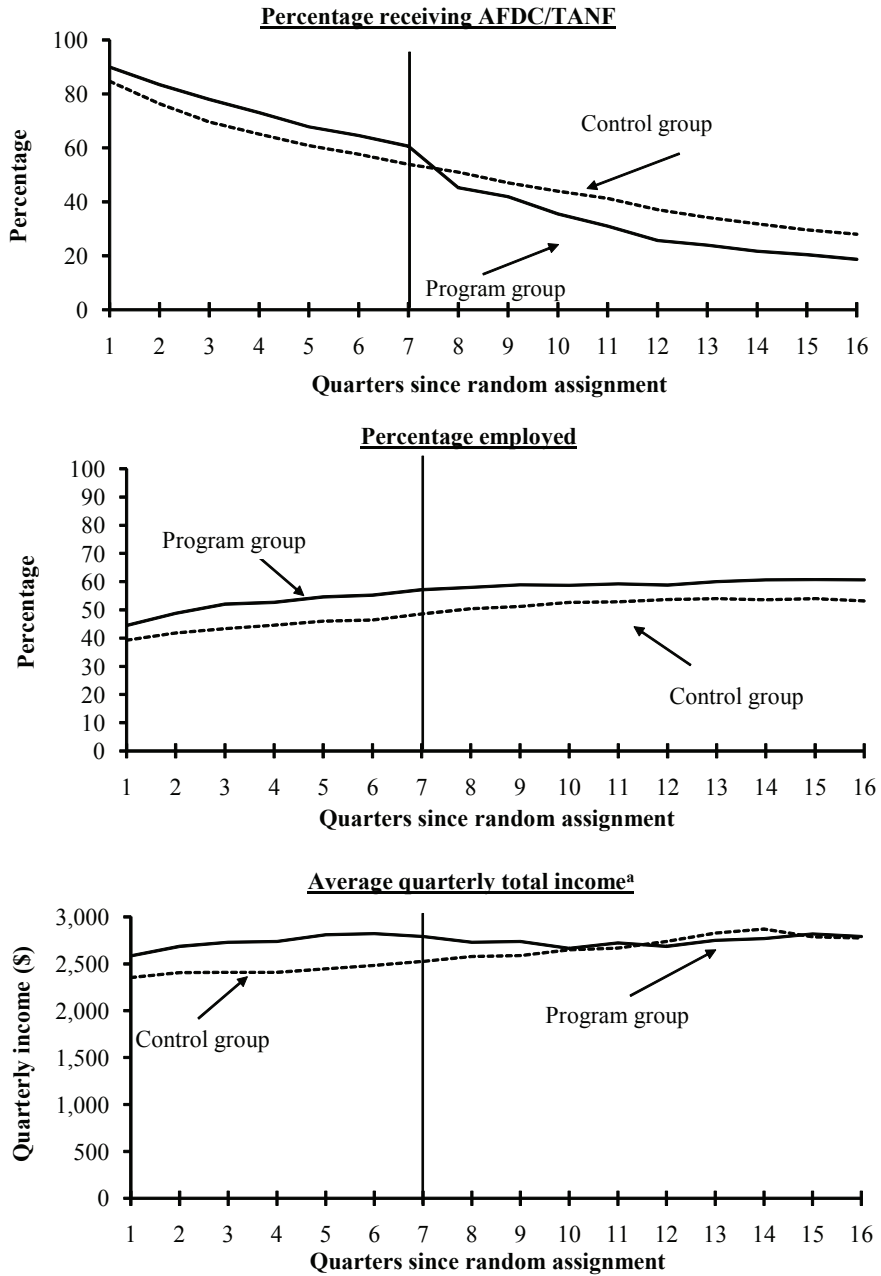 Percentage receiving AFDC/TANF
100
80
60
40
20
0
Percentage
Control group
Program group
1 2 3 4 5 6 7 8 9 10 11 12 13 14 15 16
Quarters since random assignment
Percentage employed
100
90
80
70
60
50
40
30
20
10
0
Percentage
Program group
Control group
1 2 3 4 5 6 7 8 9 10 11 12 13 14 15 16
Quarters since random assignment
Average quarterly total incomeᵃ
3,000
2,500
2,000
1,500
1,000
500
0
Quarterly income ($)
Control group
Program group
1 2 3 4 5 6 7 8 9 10 11 12 13 14 15 16
Quarters since random assignment